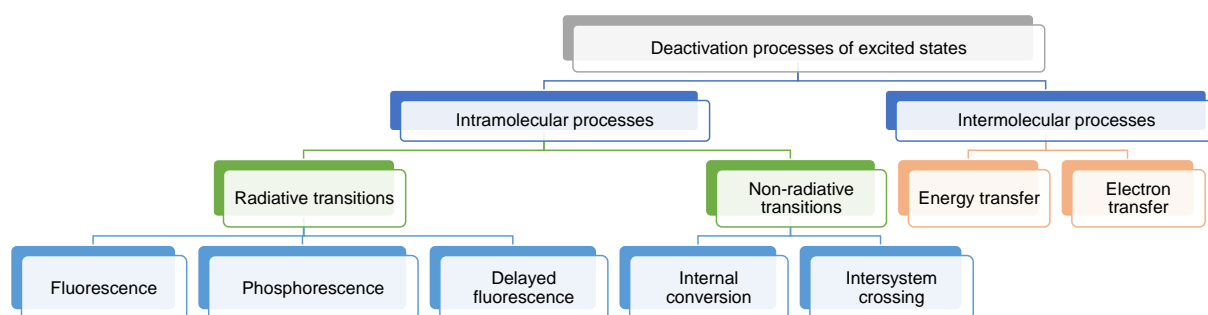 Deactivation processes of excited states
Intramolecular processes
Intermolecular processes
Radiative transitions
Non-radiative
transitions
Energy transfer
Electron
transfer
Fluorescence
Phosphorescence
Delayed
fluorescence
Internal
conversion
Intersystem
crossing